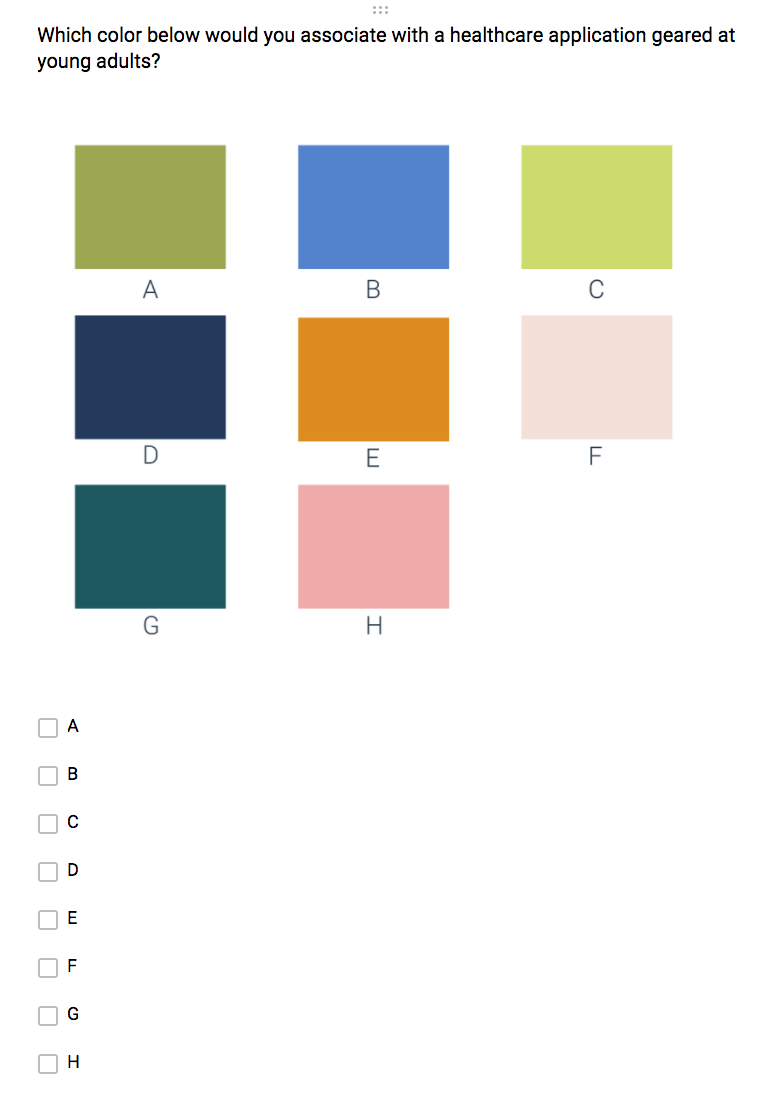 Which color below would you associate with a healthcare application geared at
young adults?
A
B
C
D
E
F
G
H
A
B
C
D
E
F
G
H